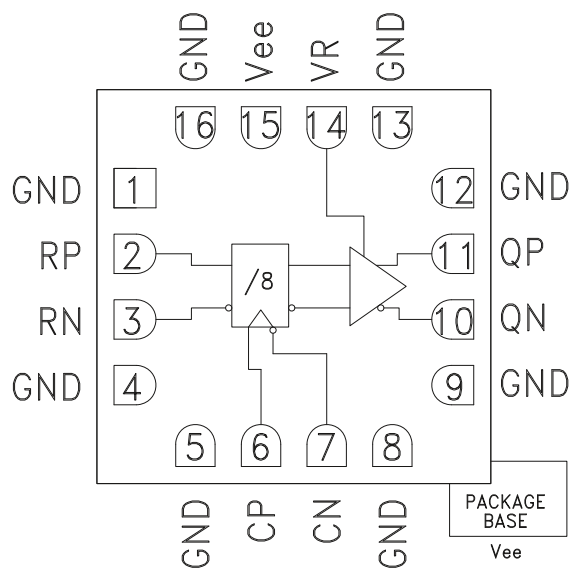 GND
Vee
VR
GND
16
15
14
13
GND 1
12 GND
RP 2
11 QP
/8
RN 3
10 QN
GND 4
9 GND
5
6
7
8
GND
CP
CN
GND
PACKAGE
BASE
Vee